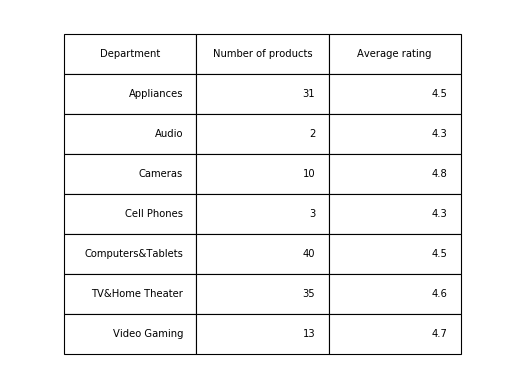 Department Number of products Average rating
Appliances 31 4.5
Audio 2 4.3
Cameras 10 4.8
Cell Phones 3 4.3
Computers&Tablets 40 4.5
TV&Home Theater 35 4.6
Video Gaming 13 4.7